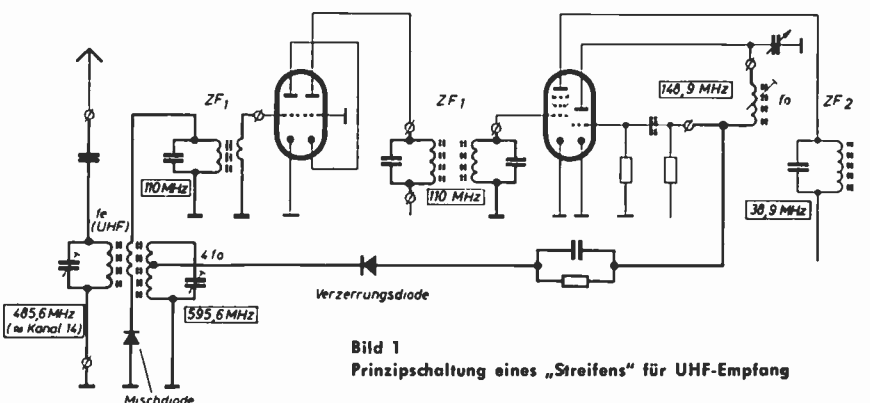 ZF1
110 MHz
fe
(UHF)
485,6 MHz
(≈ Kanal 14)
4 fo
595,6 MHz
Mischdiode
Verzerrungsdiode
ZF1
110 MHz
148,9 MHz
fo
ZF2
38,9 MHz
Bild 1
Prinzipschaltung eines „Streifens“ für UHF-Empfang